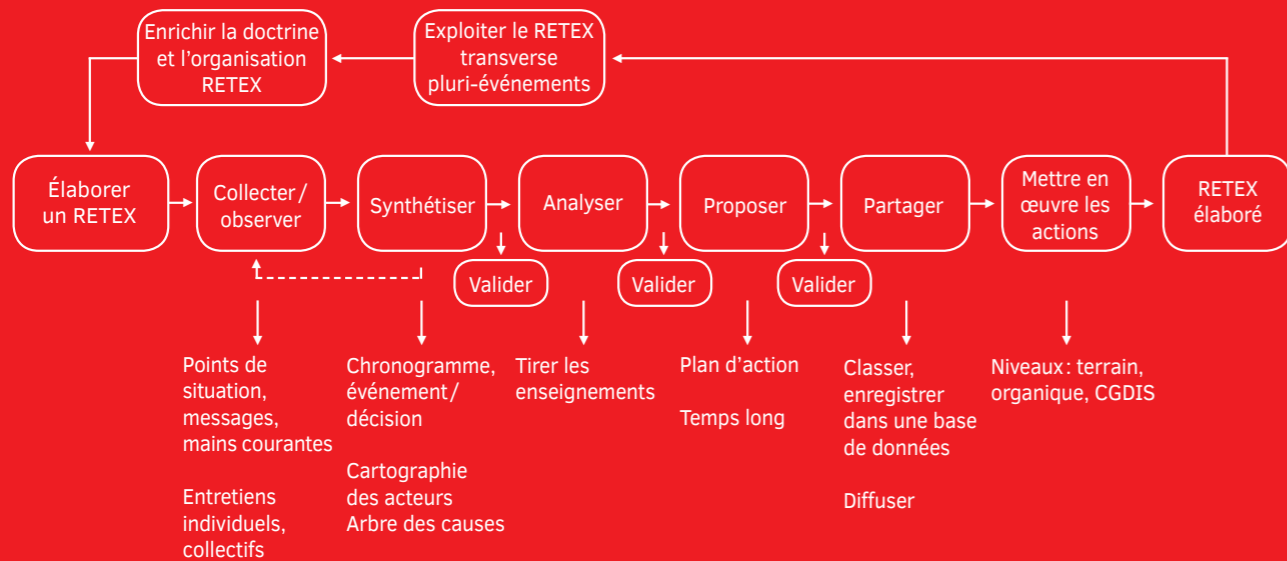 Enrichir la doctrine
et l'organisation
RETEX
Exploiter le RETEX
transverse
pluri-événements
Élaborer
un RETEX
Collecter/
observer
Synthétiser
Analyser
Proposer
Partager
Mettre en
œuvre les
actions
RETEX
élaboré
Valider
Valider
Valider
Points de
situation,
messages,
mains courantes
Entretiens
individuels,
collectifs
Chronogramme,
événement/
décision
Cartographie
des acteurs
Arbre des causes
Tirer les
enseignements
Plan d'action
Temps long
Classer,
enregistrer
dans une base
de données
Diffuser
Niveaux: terrain,
organique, CGDIS